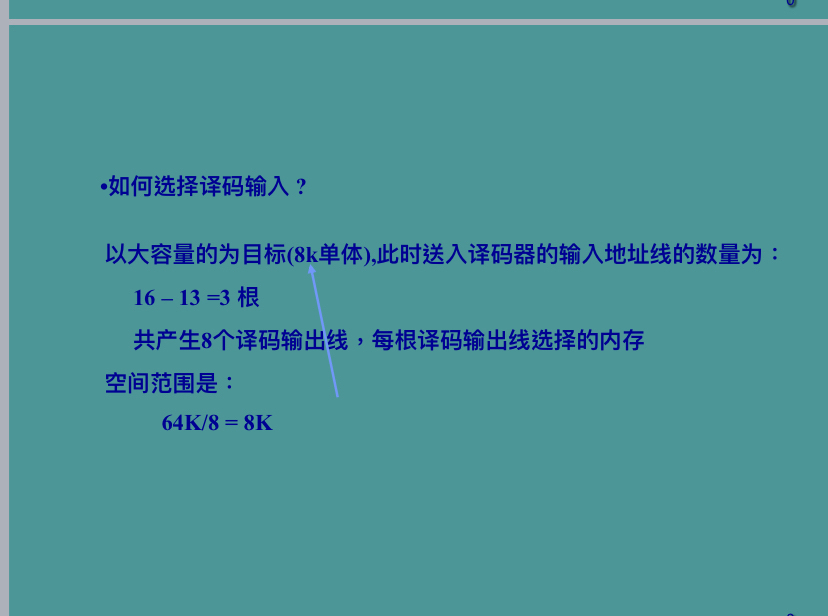 •如何选择译码输入？
以大容量的为目标(8k单体),此时送入译码器的输入地址线的数量为：
16 – 13 =3 根
共产生8个译码输出线，每根译码输出线选择的内存
空间范围是：
64K/8 = 8K